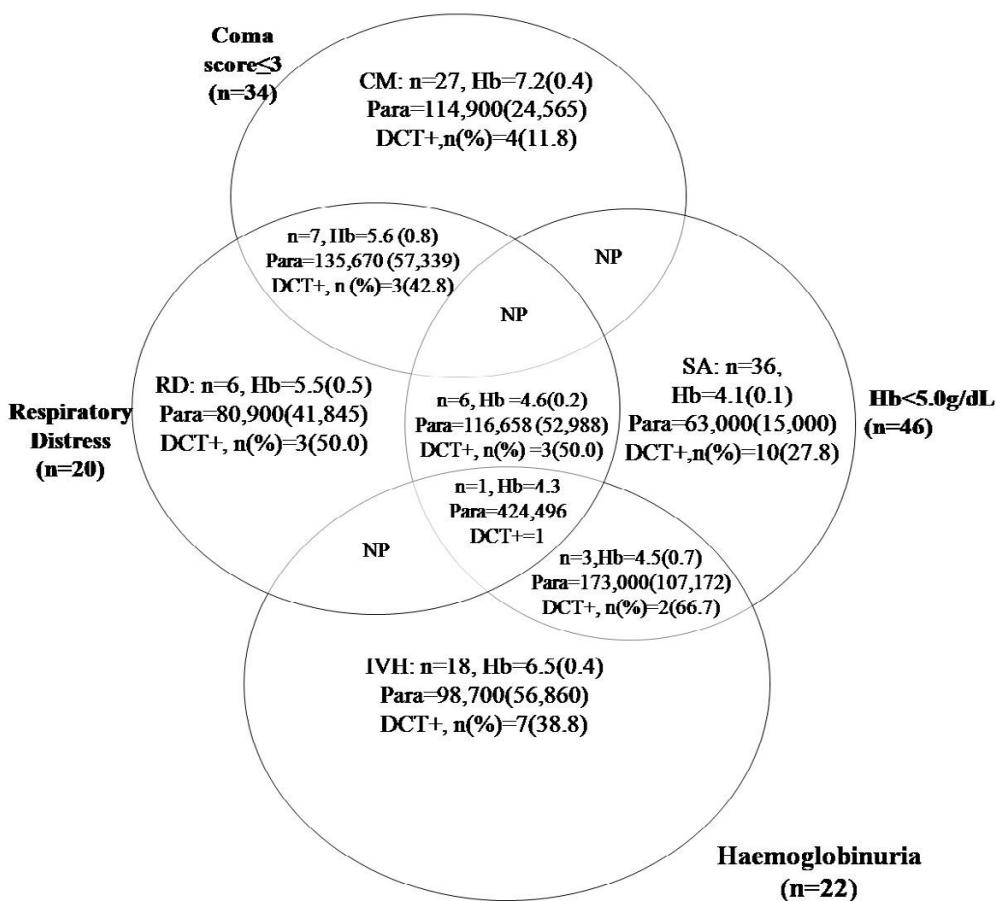 Coma
score≤3
(n=34)
CM: n=27, Hb=7.2(0.4)
Para=114,900(24,565)
DCT+,n(%)=4(11.8)
n=7, Hb=5.6 (0.8)
Para=135,670 (57,339)
DCT+, n (%)=3(42.8)
NP
NP
Respiratory
Distress
(n=20)
RD: n=6, Hb=5.5(0.5)
Para=80,900(41,845)
DCT+, n(%)=3(50.0)
n=6, Hb =4.6(0.2)
Para=116,658 (52,988)
DCT+, n(%) =3(50.0)
SA: n=36,
Hb=4.1(0.1)
Para=63,000(15,000)
DCT+,n(%)=10(27.8)
Hb<5.0g/dL
(n=46)
n=1, Hb=4.3
Para=424,496
DCT+=1
NP
n=3,Hb=4.5(0.7)
Para=173,000(107,172)
DCT+, n(%)=2(66.7)
IVH: n=18, Hb=6.5(0.4)
Para=98,700(56,860)
DCT+, n(%)=7(38.8)
Haemoglobinuria
(n=22)